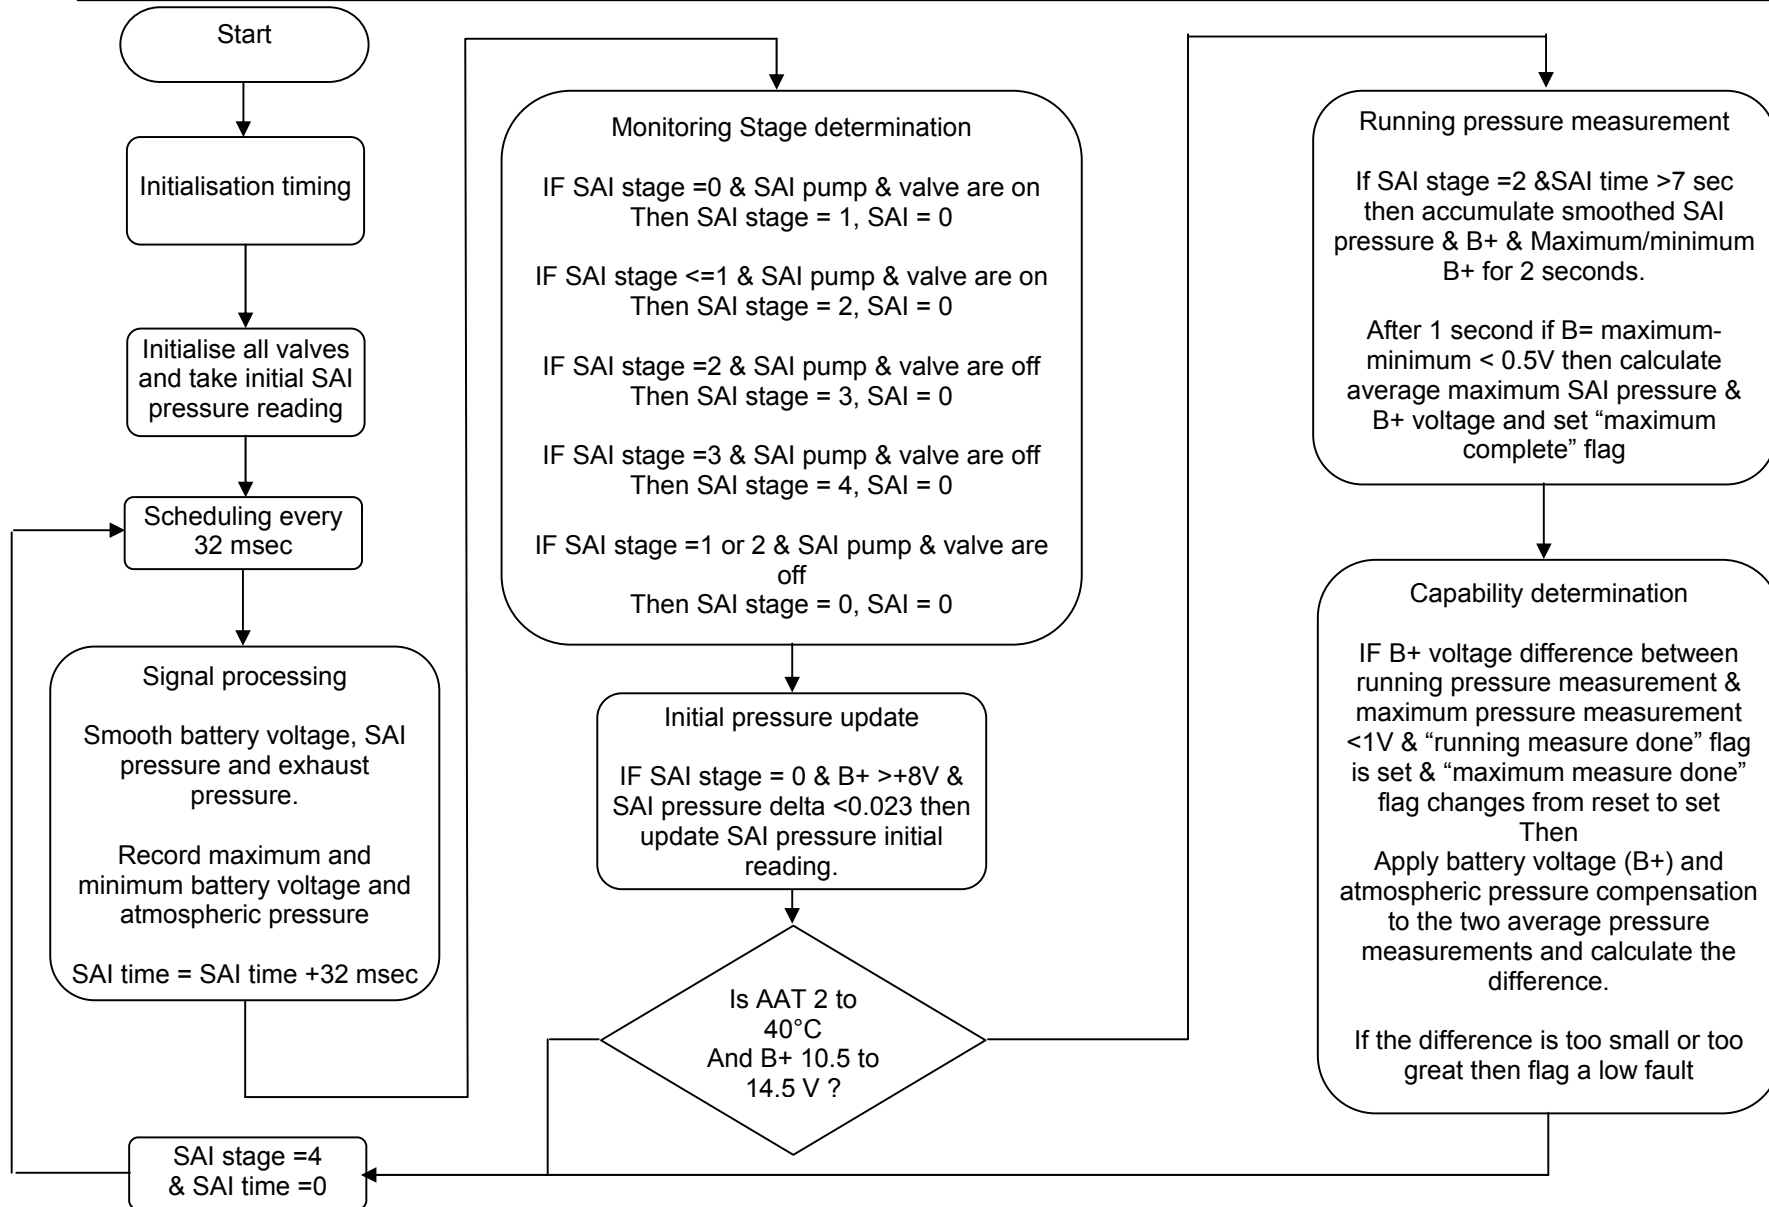 Start
Initialisation timing
Initialise all valves
and take initial SAI
pressure reading
Scheduling every
32 msec
Signal processing
Smooth battery voltage, SAI
pressure and exhaust
pressure.
Record maximum and
minimum battery voltage and
atmospheric pressure
SAI time = SAI time +32 msec
SAI stage =4
& SAI time =0
Monitoring Stage determination
IF SAI stage =0 & SAI pump & valve are on
Then SAI stage = 1, SAI = 0
IF SAI stage <=1 & SAI pump & valve are on
Then SAI stage = 2, SAI = 0
IF SAI stage =2 & SAI pump & valve are off
Then SAI stage = 3, SAI = 0
IF SAI stage =3 & SAI pump & valve are off
Then SAI stage = 4, SAI = 0
IF SAI stage =1 or 2 & SAI pump & valve are
off
Then SAI stage = 0, SAI = 0
Initial pressure update
IF SAI stage = 0 & B+ >+8V &
SAI pressure delta <0.023 then
update SAI pressure initial
reading.
Is AAT 2 to
40°C
And B+ 10.5 to
14.5 V ?
Running pressure measurement
If SAI stage =2 &SAI time >7 sec
then accumulate smoothed SAI
pressure & B+ & Maximum/minimum
B+ for 2 seconds.
After 1 second if B= maximum-
minimum < 0.5V then calculate
average maximum SAI pressure &
B+ voltage and set “maximum
complete” flag
Capability determination
IF B+ voltage difference between
running pressure measurement &
maximum pressure measurement
<1V & “running measure done” flag
is set & “maximum measure done”
flag changes from reset to set
Then
Apply battery voltage (B+) and
atmospheric pressure compensation
to the two average pressure
measurements and calculate the
difference.
If the difference is too small or too
great then flag a low fault